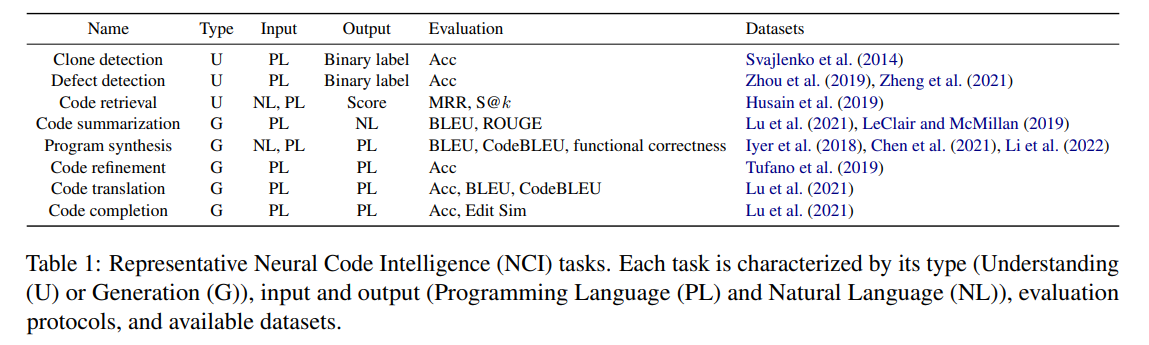 Name Type Input Output Evaluation Datasets
Clone detection U PL Binary label Acc Svajlenko et al. (2014)
Defect detection U PL Binary label Acc Zhou et al. (2019), Zheng et al. (2021)
Code retrieval U NL, PL Score MRR, S@k Husain et al. (2019)
Code summarization G PL NL BLEU, ROUGE Lu et al. (2021), LeClair and McMillan (2019)
Program synthesis G NL, PL PL BLEU, CodeBLEU, functional correctness Iyer et al. (2018), Chen et al. (2021), Li et al. (2022)
Code refinement G PL PL Acc Tufano et al. (2019)
Code translation G PL PL Acc, BLEU, CodeBLEU Lu et al. (2021)
Code completion G PL PL Acc, Edit Sim Lu et al. (2021)
Table 1: Representative Neural Code Intelligence (NCI) tasks. Each task is characterized by its type (Understanding
(U) or Generation (G)), input and output (Programming Language (PL) and Natural Language (NL)), evaluation
protocols, and available datasets.